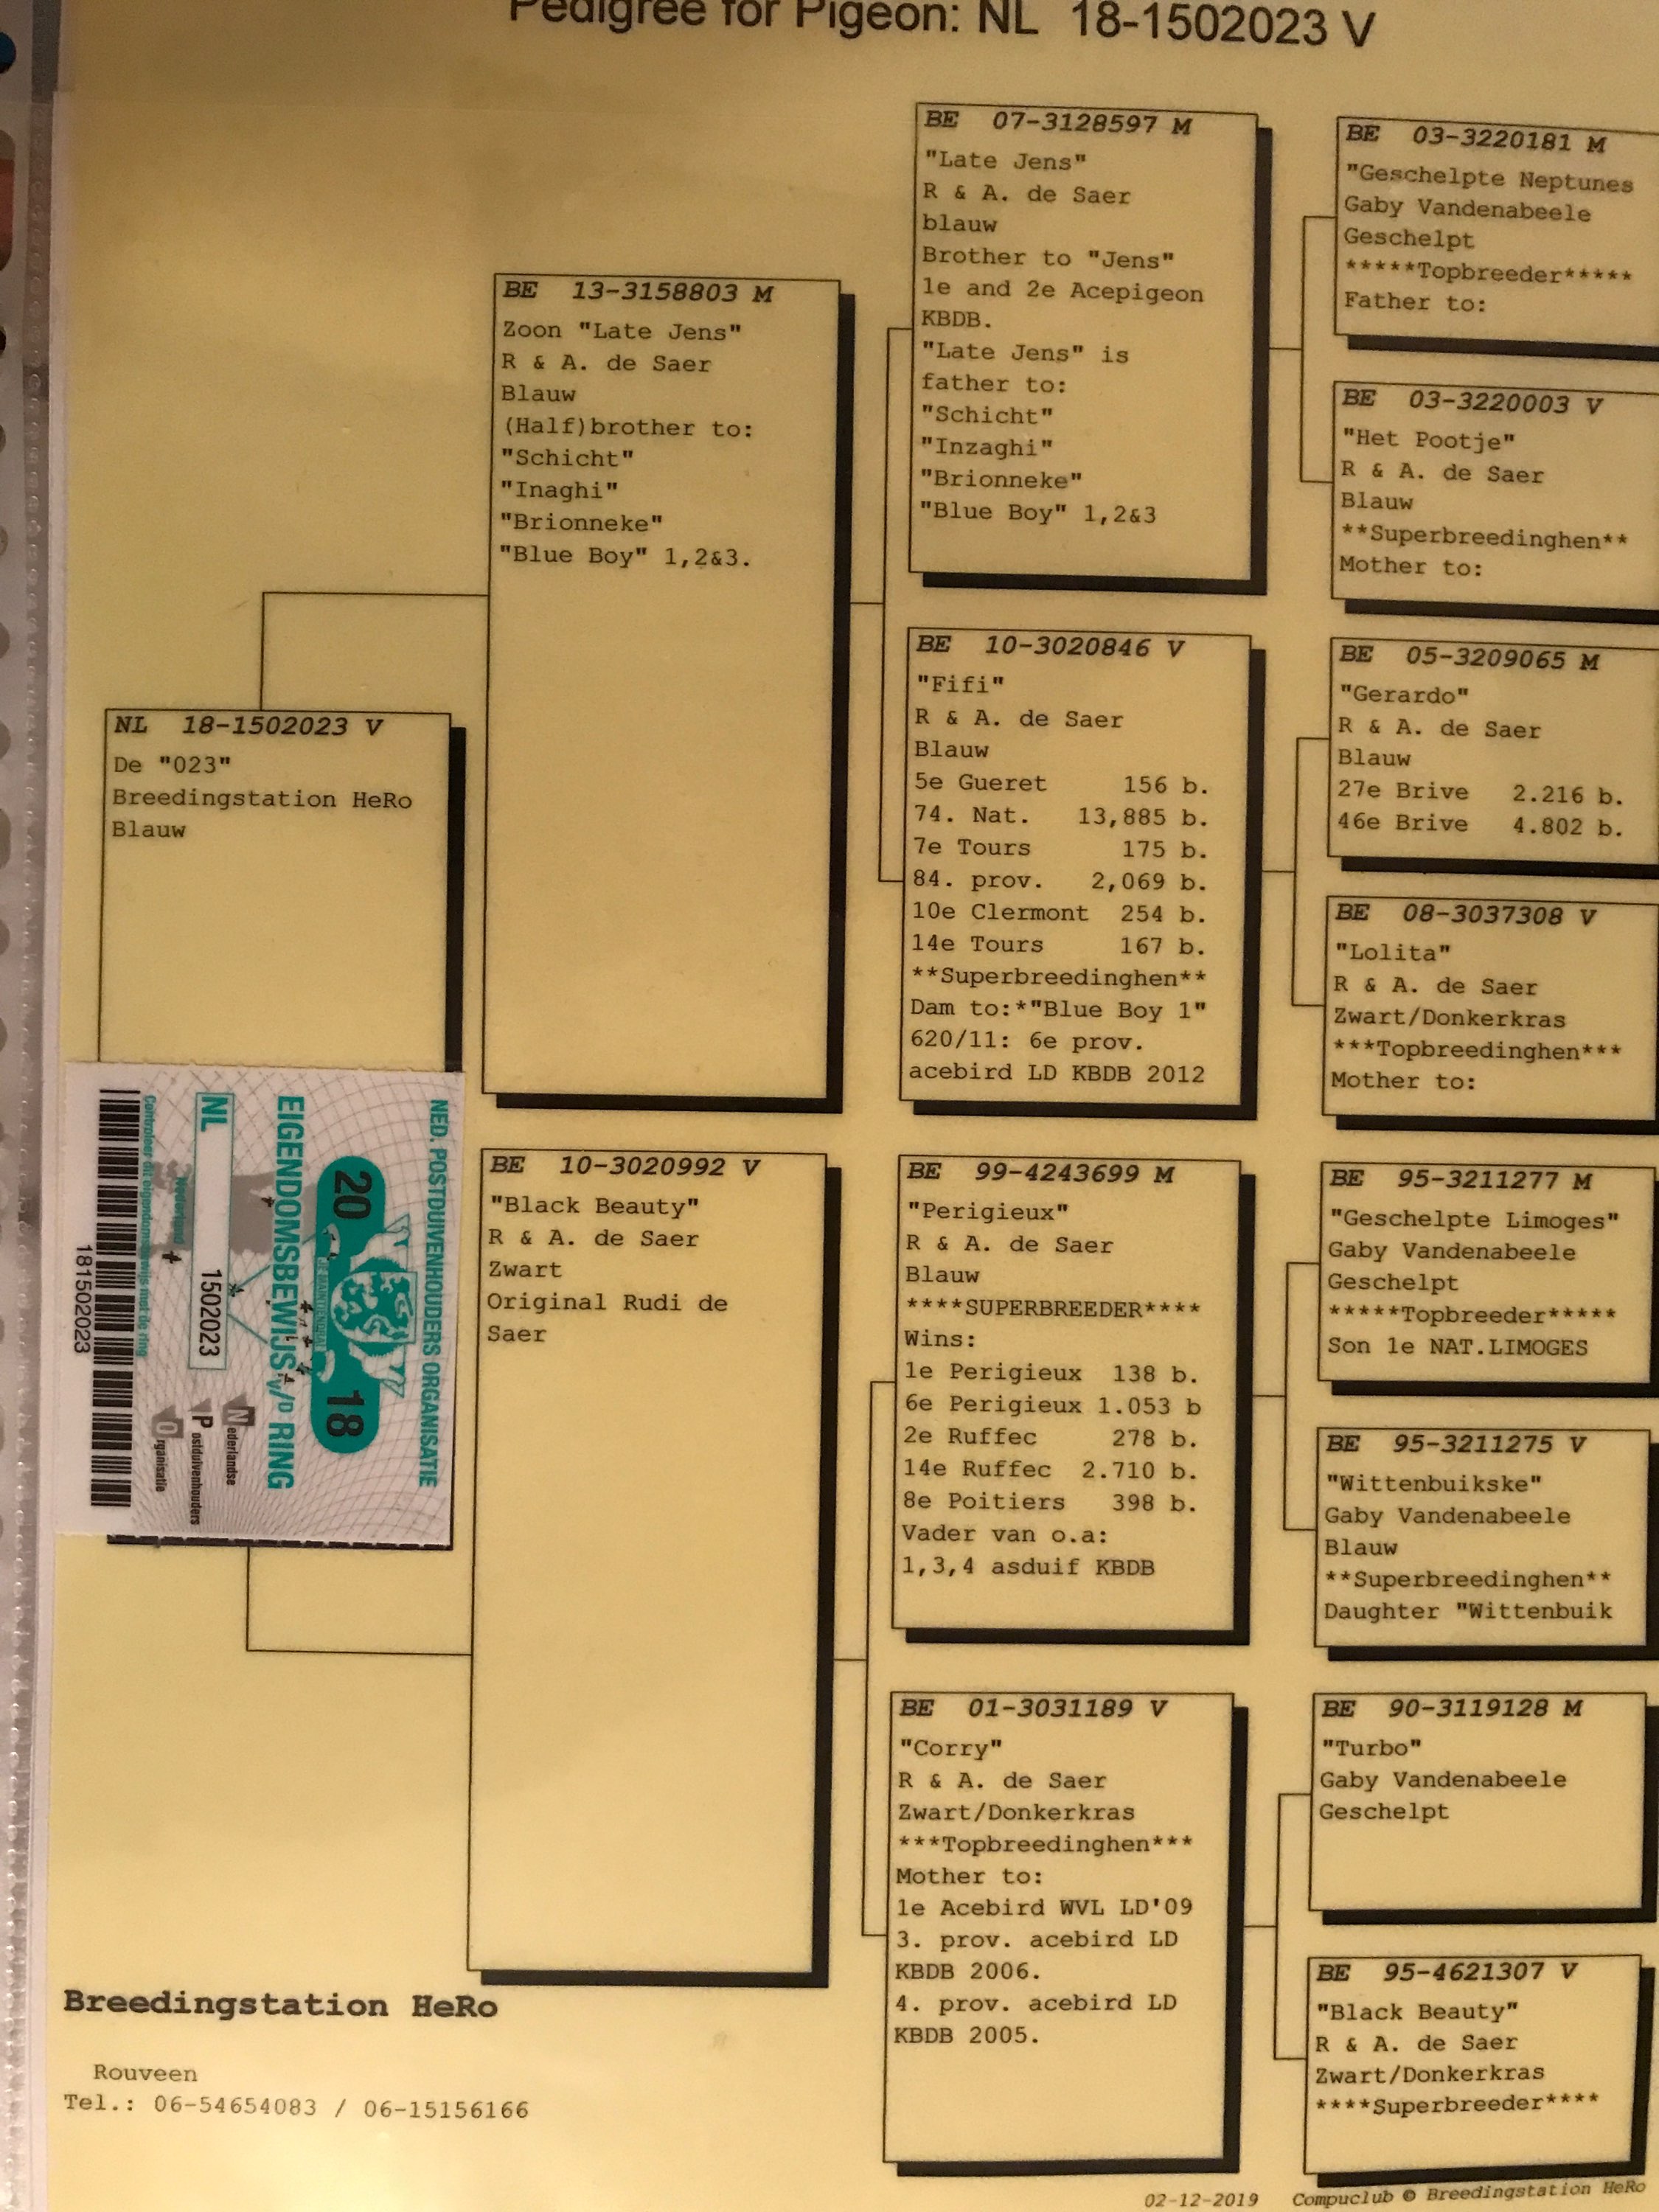 Pedigree for Pigeon: NL 18-1502023 V
NL 18-1502023 V
De "023"
Breedingstation HeRo
Blauw
BE 13-3158803 M
Zoon "Late Jens"
R & A. de Saer
Blauw
(Half)brother to:
"Schicht"
"Inaghi"
"Brionneke"
"Blue Boy" 1,2&3.
BE 10-3020992 V
"Black Beauty"
R & A. de Saer
Zwart
Original Rudi de
Saer
BE 07-3128597 M
"Late Jens"
R & A. de Saer
blauw
Brother to "Jens"
1e and 2e Acepigeon
KBDB.
"Late Jens" is
father to:
"Schicht"
"Inzaghi"
"Brionneke"
"Blue Boy" 1,2&3
BE 10-3020846 V
"Fifi"
R & A. de Saer
Blauw
5e Gueret 156 b.
74. Nat. 13,885 b.
7e Tours 175 b.
84. prov. 2,069 b.
10e Clermont 254 b.
14e Tours 167 b.
**Superbreedinghen**
Dam to:*"Blue Boy 1"
620/11: 6e prov.
acebird LD KBDB 2012
BE 99-4243699 M
"Perigieux"
R & A. de Saer
Blauw
****SUPERBREEDER****
Wins:
1e Perigieux 138 b.
6e Perigieux 1.053 b
2e Ruffec 278 b.
14e Ruffec 2.710 b.
8e Poitiers 398 b.
Vader van o.a:
1,3,4 asduif KBDB
BE 01-3031189 V
"Corry"
R & A. de Saer
Zwart/Donkerkras
***Topbreedinghen***
Mother to:
1e Acebird WVL LD'09
3. prov. acebird LD
KBDB 2006.
4. prov. acebird LD
KBDB 2005.
BE 03-3220181 M
"Geschelpte Neptunes
Gaby Vandenabeele
Geschelpt
*****Topbreeder*****
Father to:
BE 03-3220003 V
"Het Pootje"
R & A. de Saer
Blauw
**Superbreedinghen**
Mother to:
BE 05-3209065 M
"Gerardo"
R & A. de Saer
Blauw
27e Brive 2.216 b.
46e Brive 4.802 b.
BE 08-3037308 V
"Lolita"
R & A. de Saer
Zwart/Donkerkras
***Topbreedinghen***
Mother to:
BE 95-3211277 M
"Geschelpte Limoges"
Gaby Vandenabeele
Geschelpt
*****Topbreeder*****
Son 1e NAT.LIMOGES
BE 95-3211275 V
"Wittenbuikske"
Gaby Vandenabeele
Blauw
**Superbreedinghen**
Daughter "Wittenbuik
BE 90-3119128 M
"Turbo"
Gaby Vandenabeele
Geschelpt
BE 95-4621307 V
"Black Beauty"
R & A. de Saer
Zwart/Donkerkras
****Superbreeder****
NED. POSTDUIVENHOUDERS ORGANISATIE
20 18
EIGENDOMSBEWIJS v/d RING
NL 1502023
Nederlandse
Postduivenhouders
Organisatie
Controleer dit eigendomsbewijs met de ring
181502023
Breedingstation HeRo
Rouveen
Tel.: 06-54654083 / 06-15156166
02-12-2019 Compuclub © Breedingstation HeRo